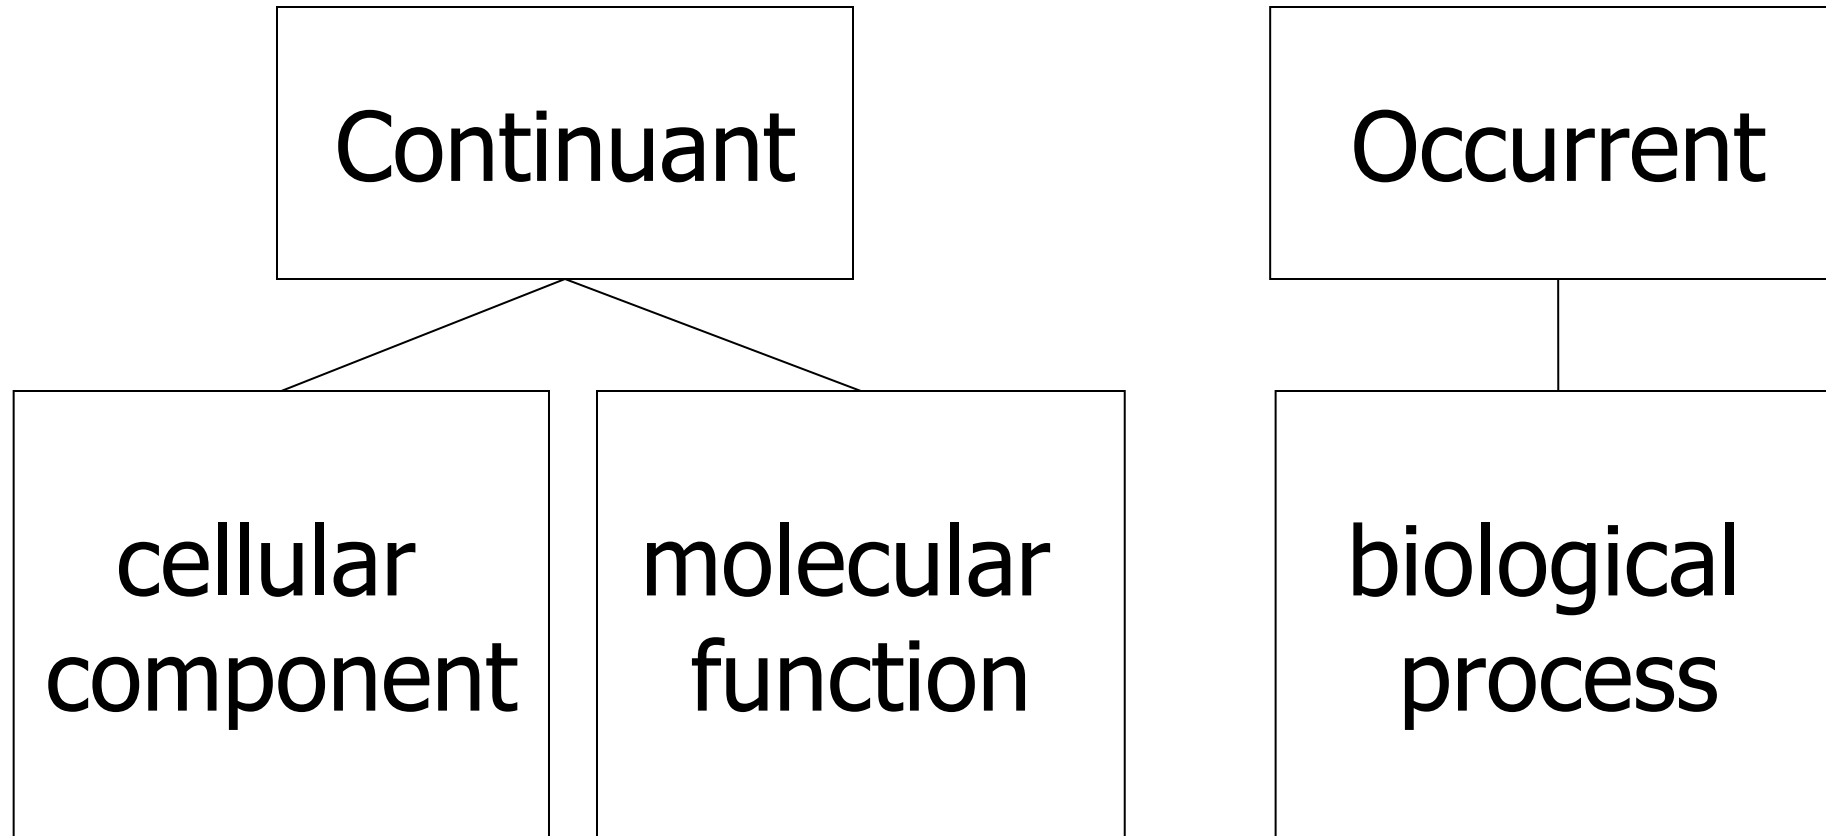 Continuant
Occurrent
cellular
component
molecular
function
biological
process